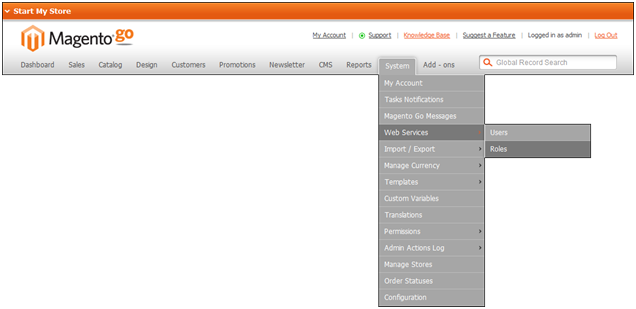 Start My Store
Magento go
My Account | Support | Knowledge Base | Suggest a Feature | Logged in as admin | Log Out
Dashboard Sales Catalog Design Customers Promotions Newsletter CMS Reports System Add - ons Global Record Search
My Account
Tasks Notifications
Magento Go Messages
Web Services Users
Import / Export Roles
Manage Currency
Templates
Custom Variables
Translations
Permissions
Admin Actions Log
Manage Stores
Order Statuses
Configuration